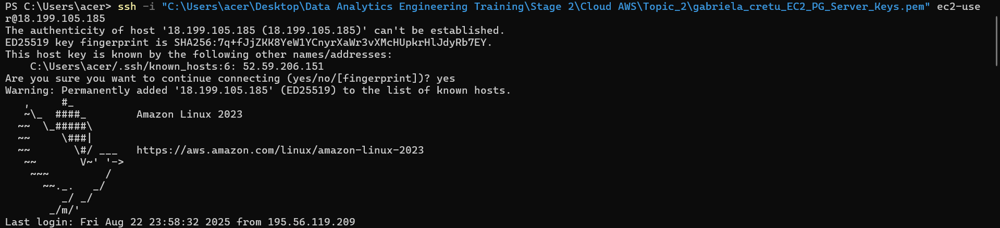 PS C:\Users\acer> ssh -i "C:\Users\acer\Desktop\Data Analytics Engineering Training\Stage 2\Cloud AWS\Topic_2\gabriela_cretu_EC2_PG_Server_Keys.pem" ec2-use
r@18.199.105.185
The authenticity of host '18.199.105.185 (18.199.105.185)' can't be established.
ED25519 key fingerprint is SHA256:7q+fJjZKK8YeW1YCnyrXaWr3vXMcHUpkrHlJdyRb7EY.
This host key is known by the following other names/addresses:
    C:\Users\acer/.ssh/known_hosts:6: 52.59.206.151
Are you sure you want to continue connecting (yes/no/[fingerprint])? yes
Warning: Permanently added '18.199.105.185' (ED25519) to the list of known hosts.
   ,     #_
   ~\_  ####_        Amazon Linux 2023
  ~~  \_#####\
  ~~     \###|
  ~~       \#/ ___   https://aws.amazon.com/linux/amazon-linux-2023
   ~~       V~' '->
    ~~~         /
      ~~._.   _/
         _/ _/
       _/m/'
Last login: Fri Aug 22 23:58:32 2025 from 195.56.119.209